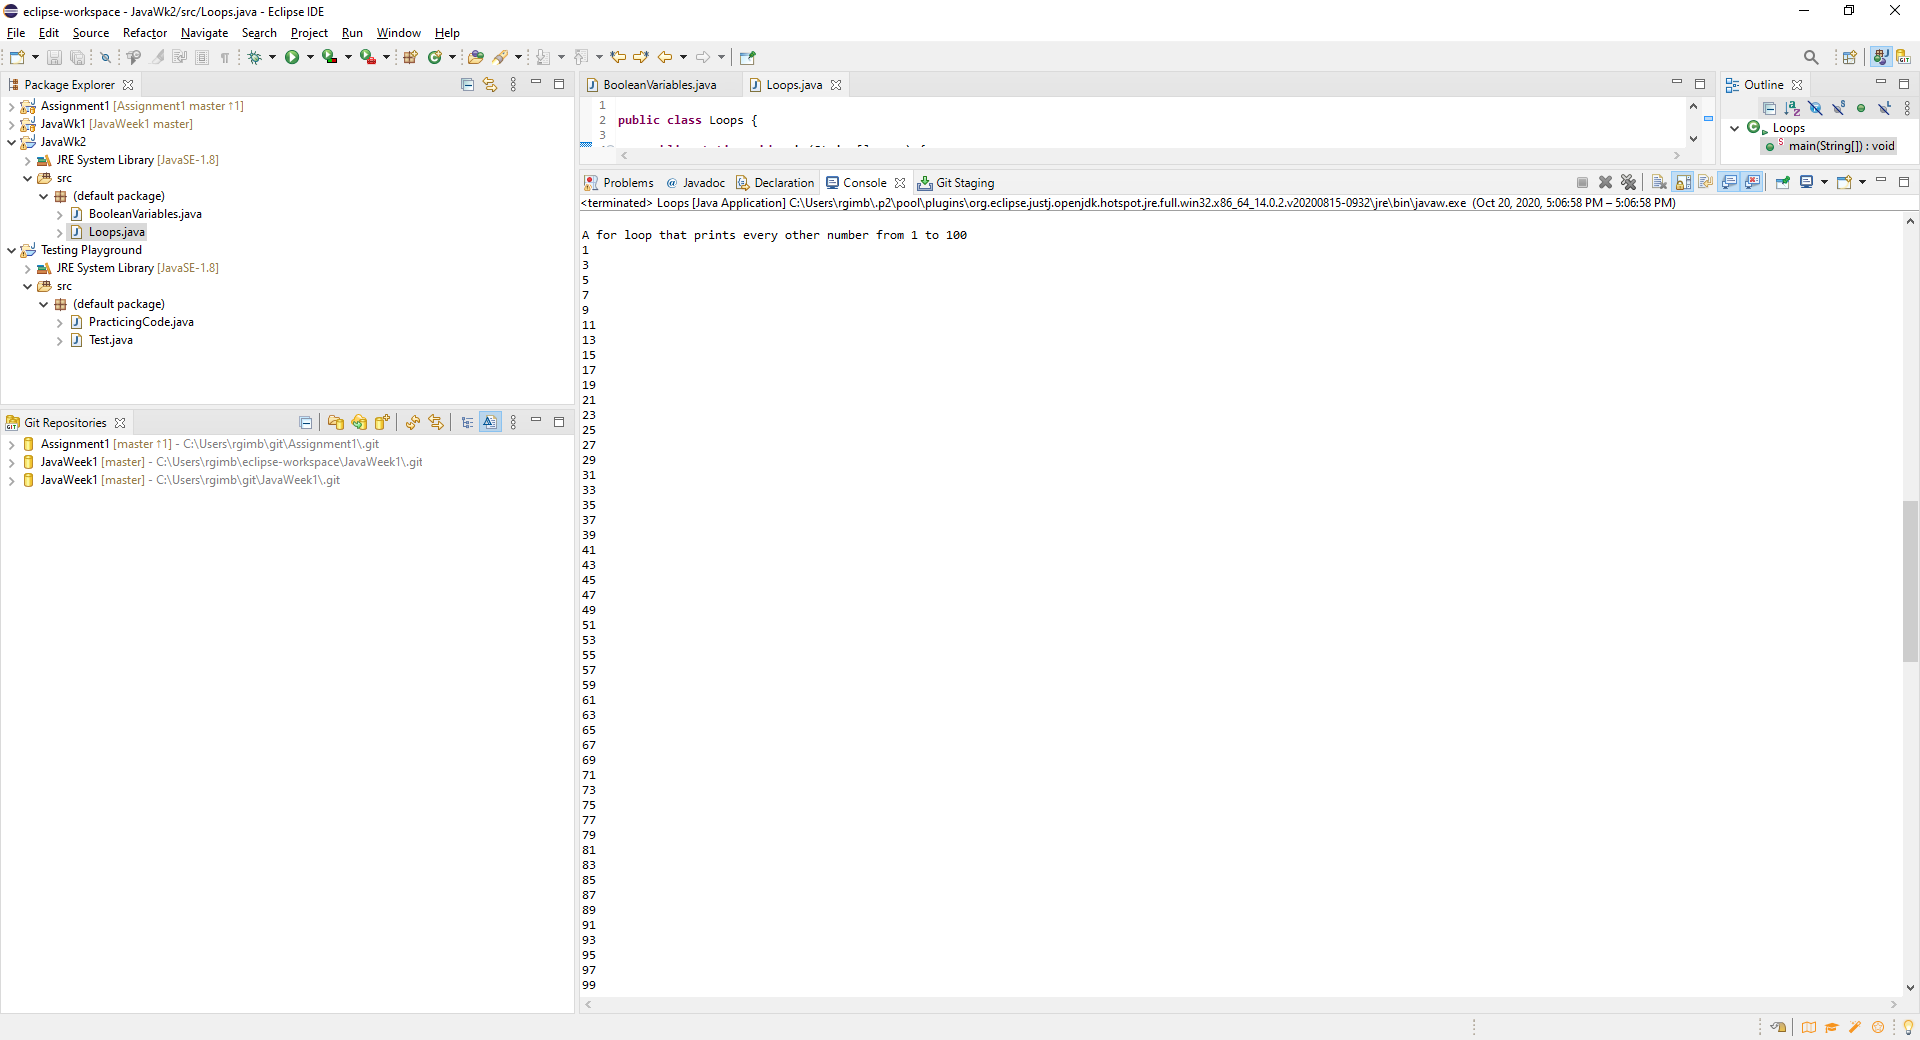 eclipse-workspace - JavaWk2/src/Loops.java - Eclipse IDE
File Edit Source Refactor Navigate Search Project Run Window Help
Package Explorer
Assignment1 [Assignment1 master ↑1]
JavaWk1 [JavaWeek1 master]
JavaWk2
JRE System Library [JavaSE-1.8]
src
(default package)
BooleanVariables.java
Loops.java
Testing Playground
JRE System Library [JavaSE-1.8]
src
(default package)
PracticingCode.java
Test.java
Git Repositories
Assignment1 [master ↑1] - C:\Users\rgimb\git\Assignment1\.git
JavaWeek1 [master] - C:\Users\rgimb\eclipse-workspace\JavaWeek1\.git
JavaWeek1 [master] - C:\Users\rgimb\git\JavaWeek1\.git
BooleanVariables.java Loops.java
1
2 public class Loops {
3
Outline
Loops
main(String[]) : void
Problems Javadoc Declaration Console Git Staging
<terminated> Loops [Java Application] C:\Users\rgimb\.p2\pool\plugins\org.eclipse.justj.openjdk.hotspot.jre.full.win32.x86_64_14.0.2.v20200815-0932\jre\bin\javaw.exe (Oct 20, 2020, 5:06:58 PM – 5:06:58 PM)
A for loop that prints every other number from 1 to 100
1
3
5
7
9
11
13
15
17
19
21
23
25
27
29
31
33
35
37
39
41
43
45
47
49
51
53
55
57
59
61
63
65
67
69
71
73
75
77
79
81
83
85
87
89
91
93
95
97
99